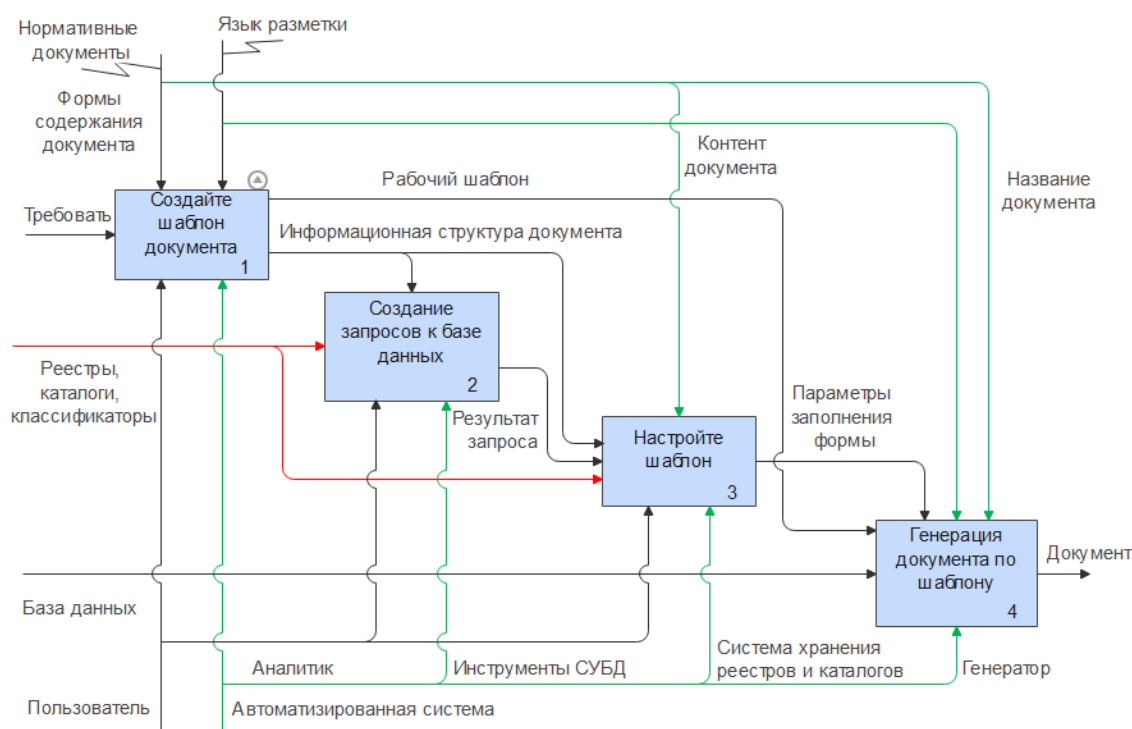 Нормативные
документы
Язык разметки
Формы
содержания
документа
Контент
документа
Название
документа
Требовать
Создайте
шаблон
документа
1
Рабочий шаблон
Информационная структура документа
Создание
запросов к базе
данных
2
Реестры,
каталоги,
классификаторы
Результат
запроса
Настройте
шаблон
3
Параметры
заполнения
формы
Генерация
документа по
шаблону
4
Документ
База данных
Аналитик
Инструменты СУБД
Система хранения
реестров и каталогов
Генератор
Пользователь
Автоматизированная система